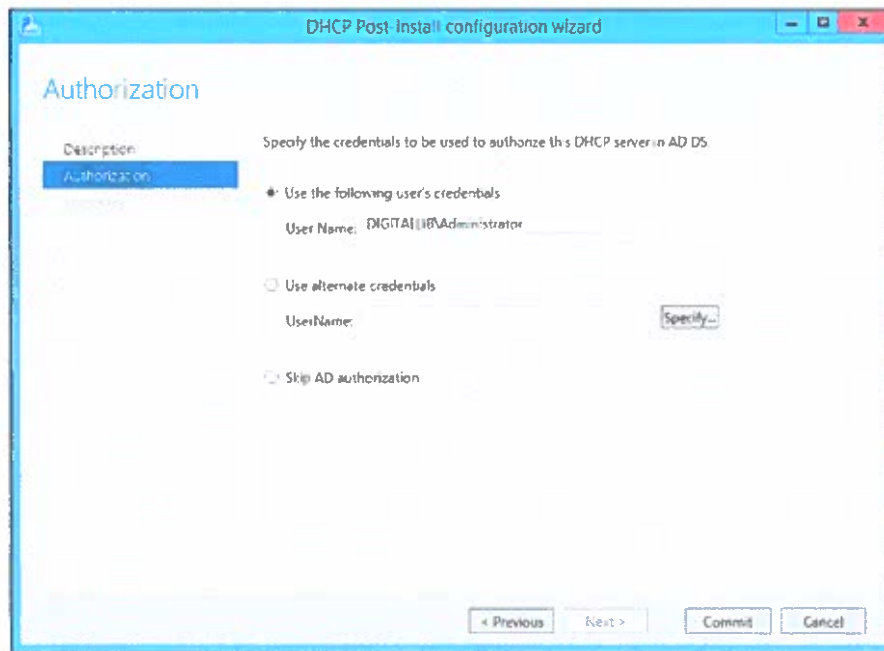 DHCP Post-Install configuration wizard
Authorization
Description
Authorization
Specify the credentials to be used to authorize this DHCP server in AD DS.
Use the following user's credentials
User Name:
Use alternate credentials
UserName:
Specify...
Skip AD authorization
< Previous
Next >
Commit
Cancel